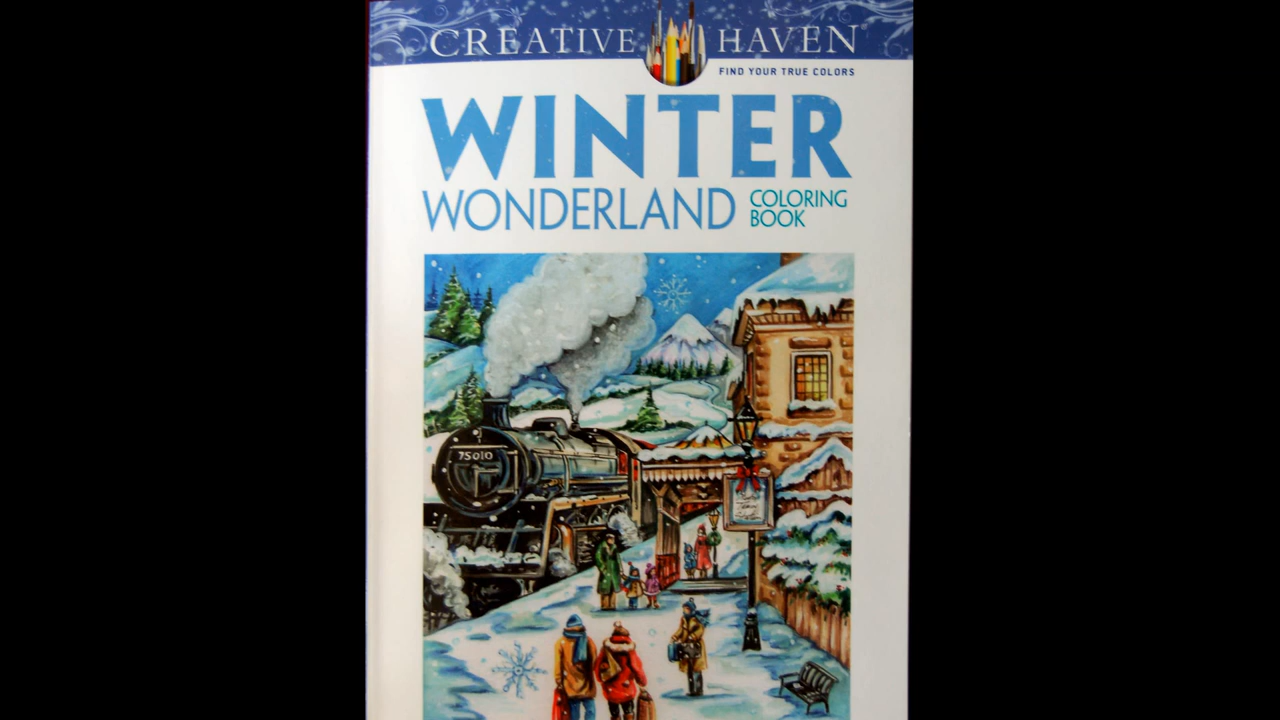 CREATIVE HAVEN
FIND YOUR TRUE COLORS
WINTER
WONDERLAND
COLORING
BOOK
75010